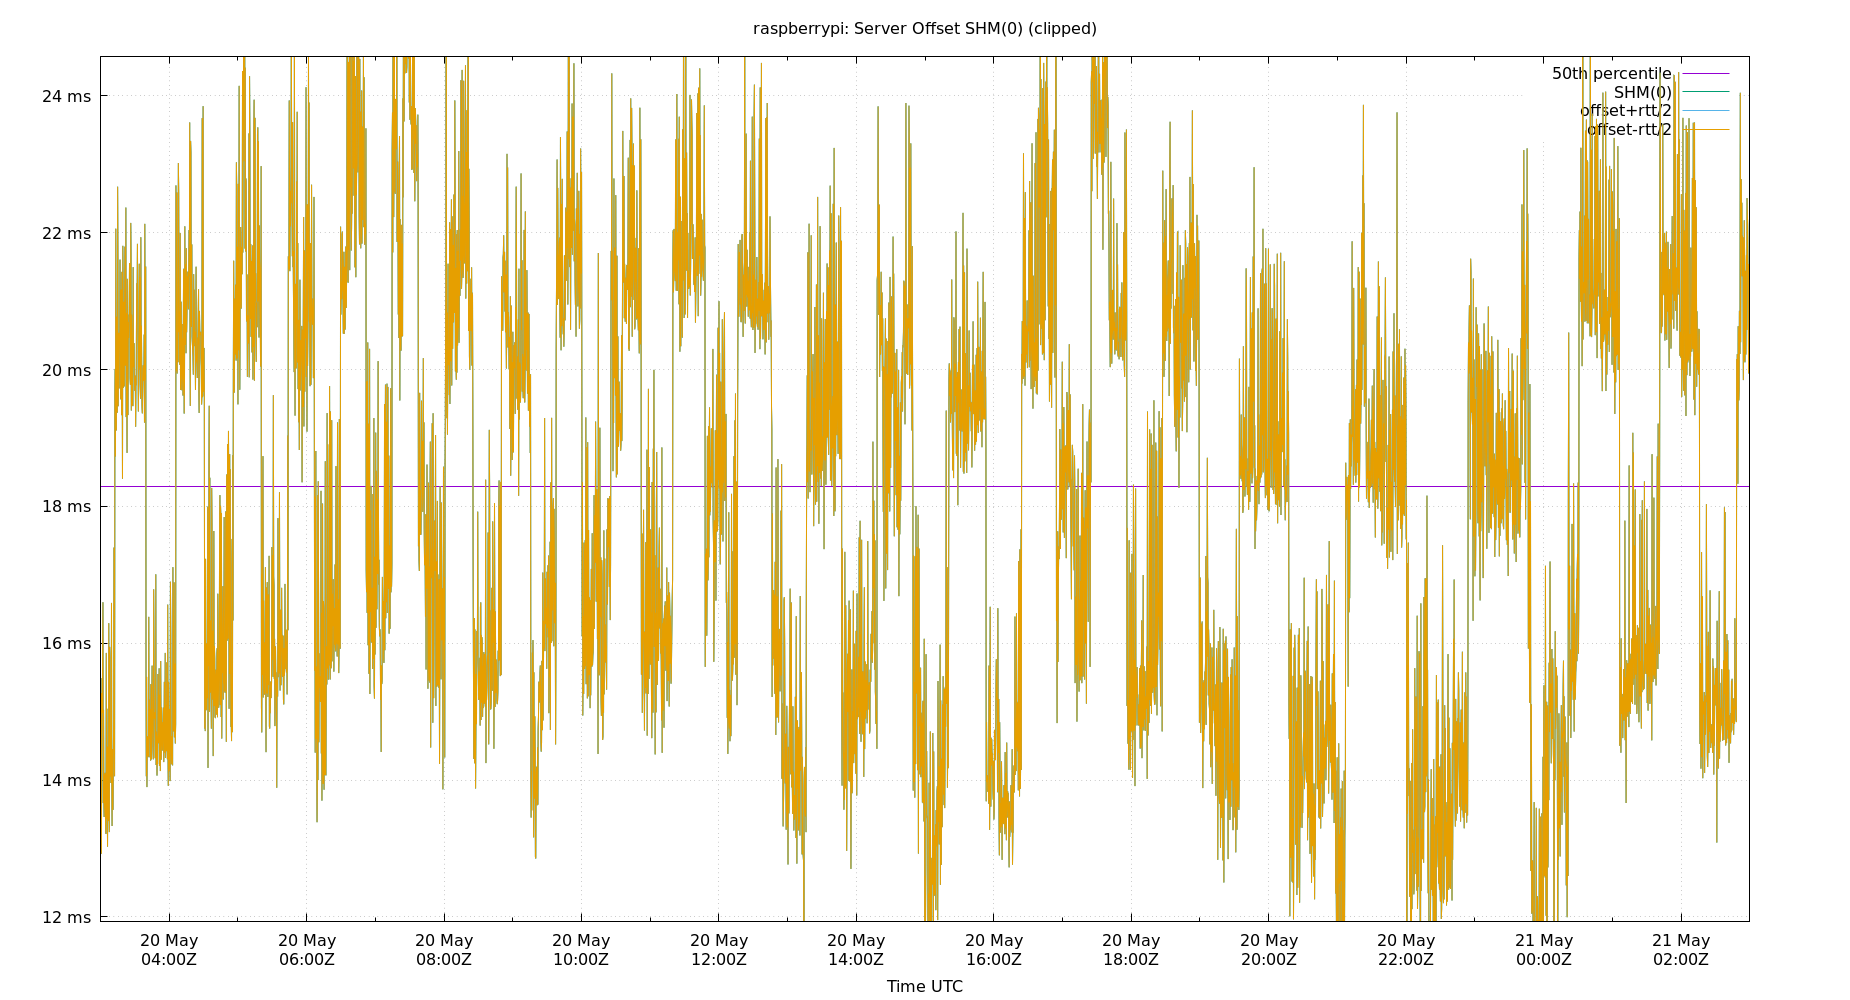 raspberrypi: Server Offset SHM(0) (clipped)
50th percentile
SHM(0)
offset+rtt/2
offset-rtt/2
24 ms
22 ms
20 ms
18 ms
16 ms
14 ms
12 ms
20 May 20 May 20 May 20 May 20 May 20 May 20 May 20 May 20 May 20 May 21 May 21 May
04:00Z 06:00Z 08:00Z 10:00Z 12:00Z 14:00Z 16:00Z 18:00Z 20:00Z 22:00Z 00:00Z 02:00Z
Time UTC